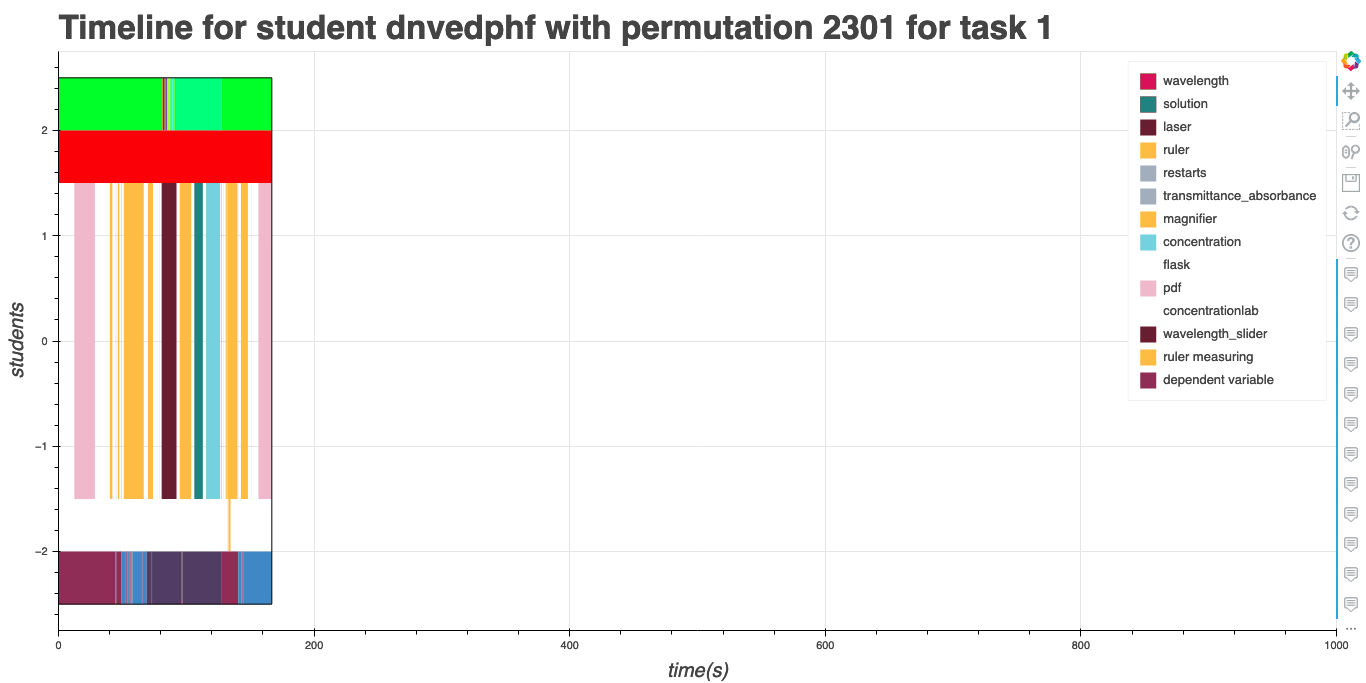 Timeline for student dnvedphf with permutation 2301 for task 1
wavelength
solution
laser
ruler
restarts
transmittance_absorbance
magnifier
concentration
flask
pdf
concentrationlab
wavelength_slider
ruler measuring
dependent variable
students
2
1
0
−1
−2
0
200
400
600
800
1000
time(s)